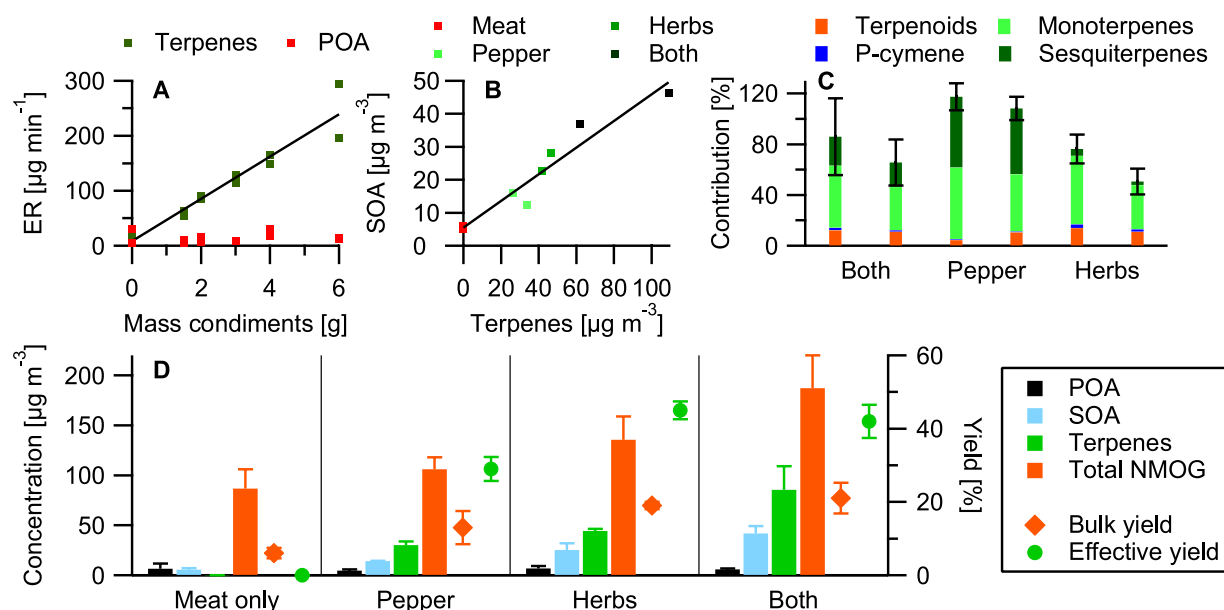 Terpenes POA
Meat Herbs
Pepper Both
Terpenoids Monoterpenes
P-cymene Sesquiterpenes
A
ER [µg min⁻¹]
300
200
100
0
0 2 4 6
Mass condiments [g]
B
SOA [µg m⁻³]
50
40
30
20
10
0
0 20 40 60 80 100
Terpenes [µg m⁻³]
C
Contribution [%]
120
80
40
0
Both Pepper Herbs
D
Concentration [µg m⁻³]
200
150
100
50
0
Meat only Pepper Herbs Both
60
40
20
0
Yield [%]
POA
SOA
Terpenes
Total NMOG
Bulk yield
Effective yield